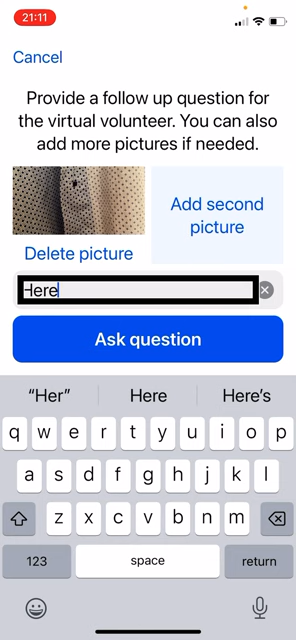 21:11
Cancel
Provide a follow up question for
the virtual volunteer. You can also
add more pictures if needed.
Add second
picture
Delete picture
Here
Ask question
“Her” Here Here's
q w e r t y u i o p
a s d f g h j k l
z x c v b n m
123 space return